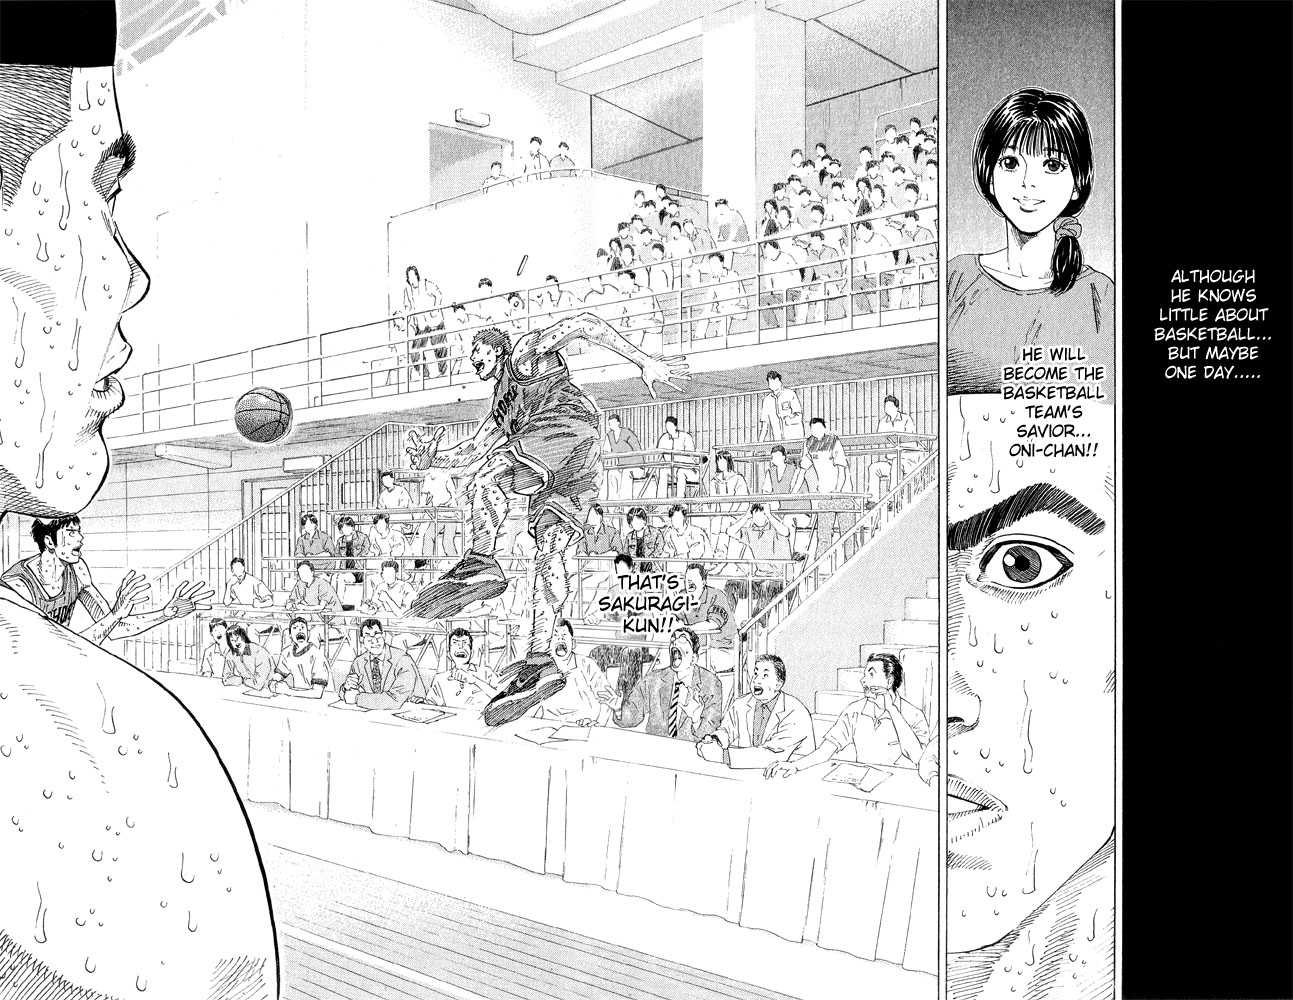 ALTHOUGH
HE KNOWS
LITTLE ABOUT
BASKETBALL...
BUT MAYBE
ONE DAY.....
HE WILL
BECOME THE
BASKETBALL
TEAM'S
SAVIOR...
ONI-CHAN!!
THAT'S
SAKURAGI-
KUN!!